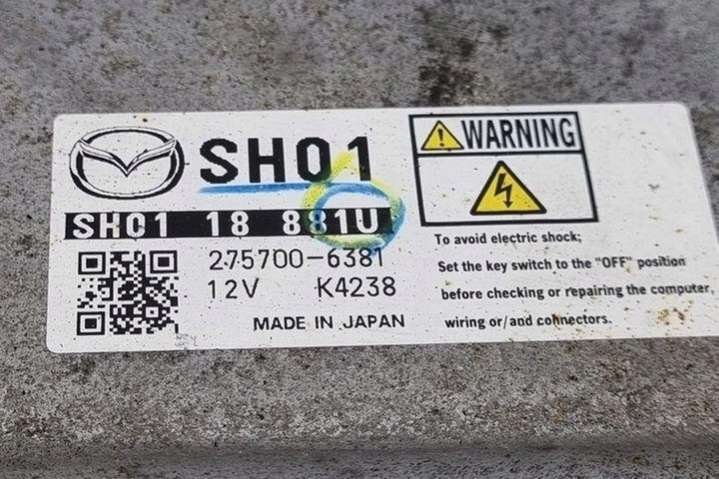 SH01
SH01 18 881U
275700-6381
12V K4238
MADE IN JAPAN
WARNING
To avoid electric shock;
Set the key switch to the "OFF" position
before checking or repairing the computer,
wiring or/and connectors.